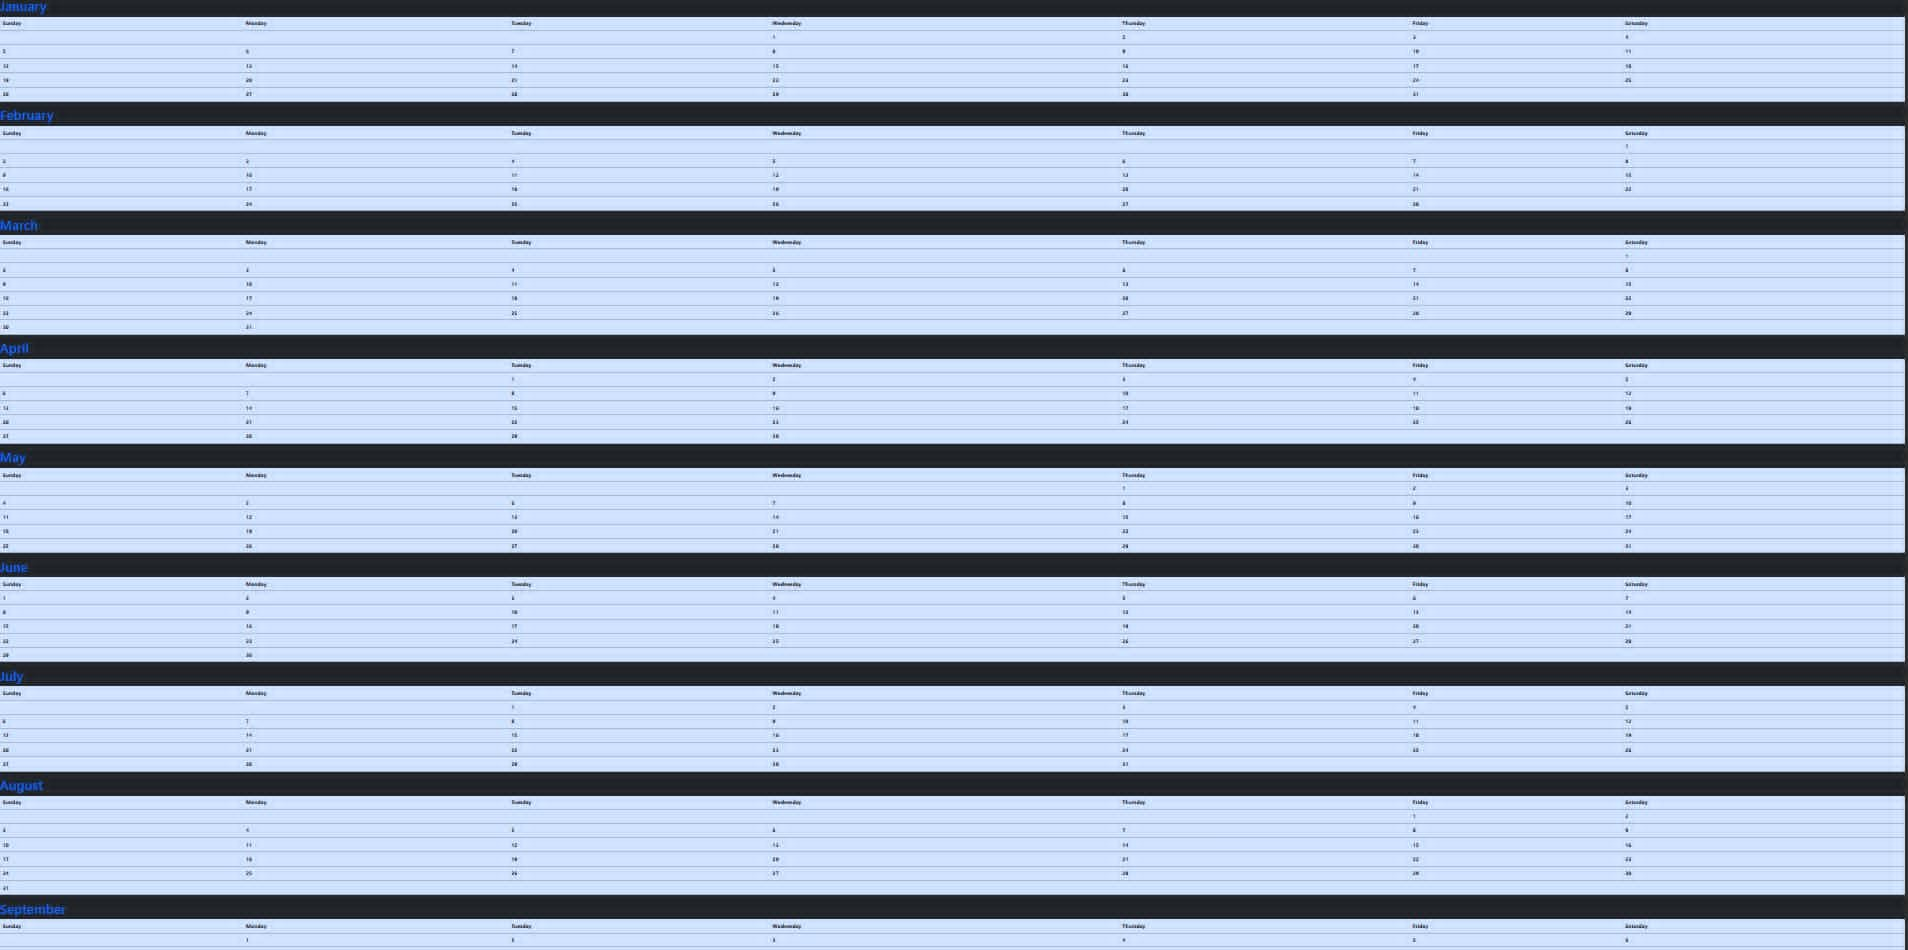 January
Sunday Monday Tuesday Wednesday Thursday Friday Saturday
1 2 3 4
5 6 7 8 9 10 11
12 13 14 15 16 17 18
19 20 21 22 23 24 25
26 27 28 29 30 31
February
Sunday Monday Tuesday Wednesday Thursday Friday Saturday
1
2 3 4 5 6 7 8
9 10 11 12 13 14 15
16 17 18 19 20 21 22
23 24 25 26 27 28
March
Sunday Monday Tuesday Wednesday Thursday Friday Saturday
1
2 3 4 5 6 7 8
9 10 11 12 13 14 15
16 17 18 19 20 21 22
23 24 25 26 27 28 29
30 31
April
Sunday Monday Tuesday Wednesday Thursday Friday Saturday
1 2 3 4 5
6 7 8 9 10 11 12
13 14 15 16 17 18 19
20 21 22 23 24 25 26
27 28 29 30
May
Sunday Monday Tuesday Wednesday Thursday Friday Saturday
1 2 3
4 5 6 7 8 9 10
11 12 13 14 15 16 17
18 19 20 21 22 23 24
25 26 27 28 29 30 31
June
Sunday Monday Tuesday Wednesday Thursday Friday Saturday
1 2 3 4 5 6 7
8 9 10 11 12 13 14
15 16 17 18 19 20 21
22 23 24 25 26 27 28
29 30
July
Sunday Monday Tuesday Wednesday Thursday Friday Saturday
1 2 3 4 5
6 7 8 9 10 11 12
13 14 15 16 17 18 19
20 21 22 23 24 25 26
27 28 29 30 31
August
Sunday Monday Tuesday Wednesday Thursday Friday Saturday
1 2
3 4 5 6 7 8 9
10 11 12 13 14 15 16
17 18 19 20 21 22 23
24 25 26 27 28 29 30
31
September
Sunday Monday Tuesday Wednesday Thursday Friday Saturday
1 2 3 4 5 6